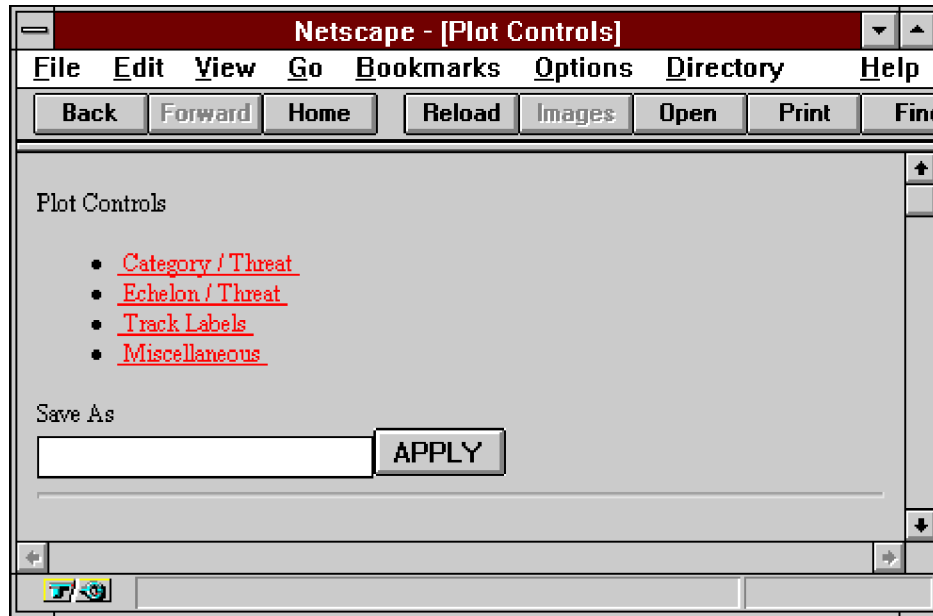 Netscape - [Plot Controls]
File Edit View Go Bookmarks Options Directory Help
Back Forward Home Reload Images Open Print Fin
Plot Controls
Category / Threat
Echelon / Threat
Track Labels
Miscellaneous
Save As
APPLY